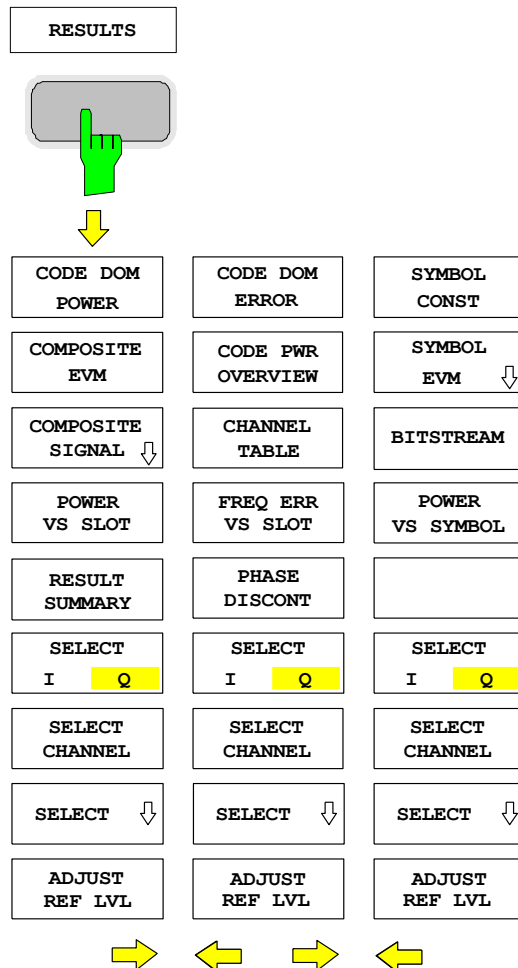 RESULTS
CODE DOM
POWER
COMPOSITE
EVM
COMPOSITE
SIGNAL
POWER
VS SLOT
RESULT
SUMMARY
SELECT
I Q
SELECT
CHANNEL
SELECT
ADJUST
REF LVL
CODE DOM
ERROR
CODE PWR
OVERVIEW
CHANNEL
TABLE
FREQ ERR
VS SLOT
PHASE
DISCONT
SELECT
I Q
SELECT
CHANNEL
SELECT
ADJUST
REF LVL
SYMBOL
CONST
SYMBOL
EVM
BITSTREAM
POWER
VS SYMBOL
SELECT
I Q
SELECT
CHANNEL
SELECT
ADJUST
REF LVL